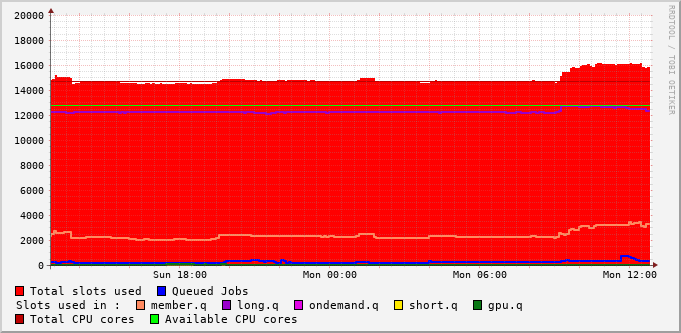 RRDTOOL / TOBI OETIKER
20000
18000
16000
14000
12000
10000
8000
6000
4000
2000
0
Sun 18:00 Mon 00:00 Mon 06:00 Mon 12:00
Total slots used Queued Jobs
Slots used in : member.q long.q ondemand.q short.q gpu.q
Total CPU cores Available CPU cores